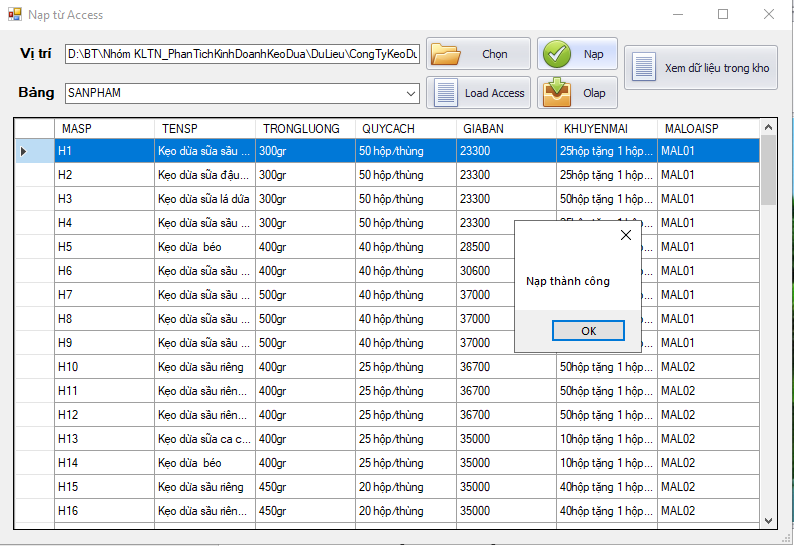 Nạp từ Access
Vị trí D:\BT\Nhóm KLTN_PhanTichKinhDoanhKeoDua\DuLieu\CongTyKeoDu Chọn Nạp Xem dữ liệu trong kho
Bảng SANPHAM Load Access Olap
MASP TENSP TRONGLUONG QUYCACH GIABAN KHUYENMAI MALOAISP
H1 Kẹo dừa sữa sầu ... 300gr 50 hộp/thùng 23300 25hộp tặng 1 hộp... MAL01
H2 Kẹo dừa sữa đậu... 300gr 50 hộp/thùng 23300 25hộp tặng 1 hộp... MAL01
H3 Kẹo dừa sữa lá dứa 300gr 50 hộp/thùng 23300 50hộp tặng 1 hộp... MAL01
H4 Kẹo dừa sữa sầu ... 300gr 50 hộp/thùng 23300 MAL01
H5 Kẹo dừa  béo 400gr 40 hộp/thùng 28500 MAL01
H6 Kẹo dừa sữa sầu ... 400gr 40 hộp/thùng 30600 MAL01
H7 Kẹo dừa sữa sầu ... 500gr 40 hộp/thùng 37000 MAL01
H8 Kẹo dừa sữa sầu ... 500gr 40 hộp/thùng 37000 MAL01
H9 Kẹo dừa sữa sầu ... 500gr 40 hộp/thùng 37000 MAL01
Nạp thành công
OK
H10 Kẹo dừa sầu riêng 400gr 25 hộp/thùng 36700 50hộp tặng 1 hộp... MAL02
H11 Kẹo dừa sầu riên... 400gr 25 hộp/thùng 36700 50hộp tặng 1 hộp... MAL02
H12 Kẹo dừa sầu riên... 400gr 25 hộp/thùng 36700 50hộp tặng 1 hộp... MAL02
H13 Kẹo dừa sữa ca c... 400gr 25 hộp/thùng 35000 10hộp tặng 1 hộp... MAL02
H14 Kẹo dừa  béo 400gr 25 hộp/thùng 35000 10hộp tặng 1 hộp... MAL02
H15 Kẹo dừa sầu riêng 450gr 20 hộp/thùng 35000 40hộp tặng 1 hộp... MAL02
H16 Kẹo dừa sầu riên... 450gr 20 hộp/thùng 35000 40hộp tặng 1 hộp... MAL02